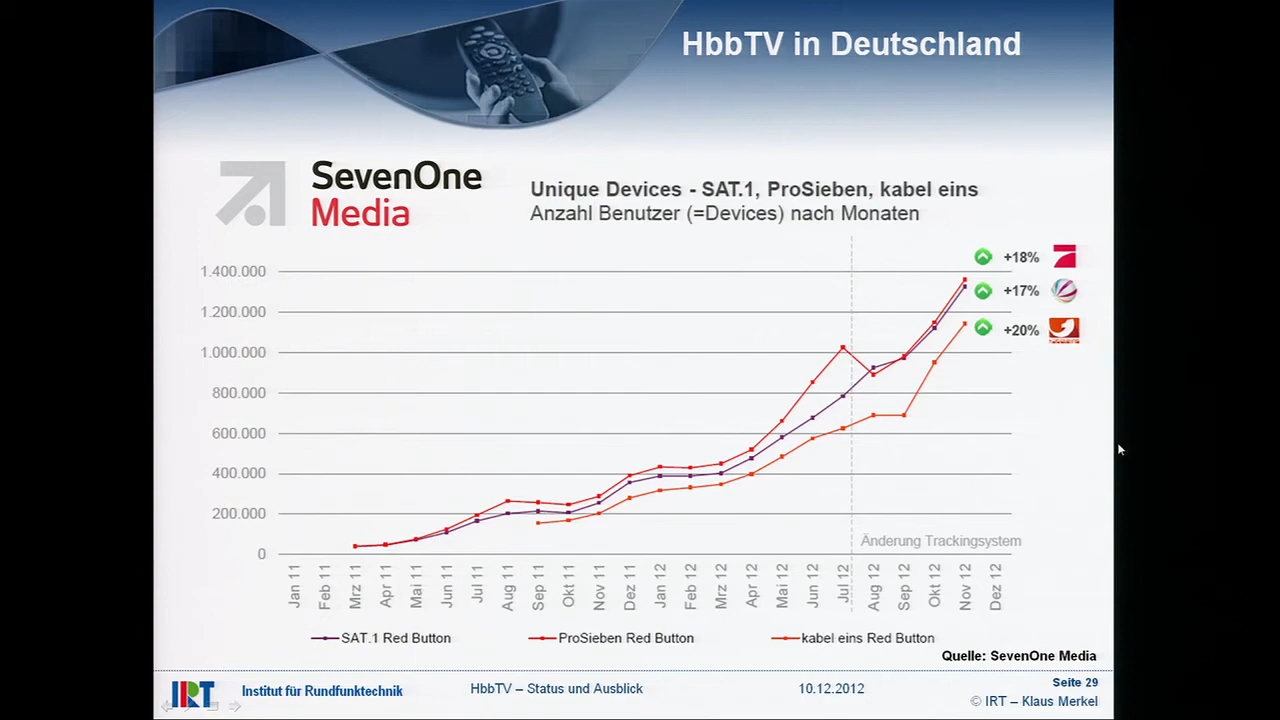 HbbTV in Deutschland
SevenOne
Media
Unique Devices - SAT.1, ProSieben, kabel eins
Anzahl Benutzer (=Devices) nach Monaten
+18%
+17%
+20%
1.400.000
1.200.000
1.000.000
800.000
600.000
400.000
200.000
0
Änderung Trackingsystem
Jan 11
Feb 11
Mrz 11
Apr 11
Mai 11
Jun 11
Jul 11
Aug 11
Sep 11
Okt 11
Nov 11
Dez 11
Jan 12
Feb 12
Mrz 12
Apr 12
Mai 12
Jun 12
Jul 12
Aug 12
Sep 12
Okt 12
Nov 12
Dez 12
SAT.1 Red Button
ProSieben Red Button
kabel eins Red Button
Quelle: SevenOne Media
IRT
Institut für Rundfunktechnik
HbbTV – Status und Ausblick
10.12.2012
Seite 29
© IRT – Klaus Merkel